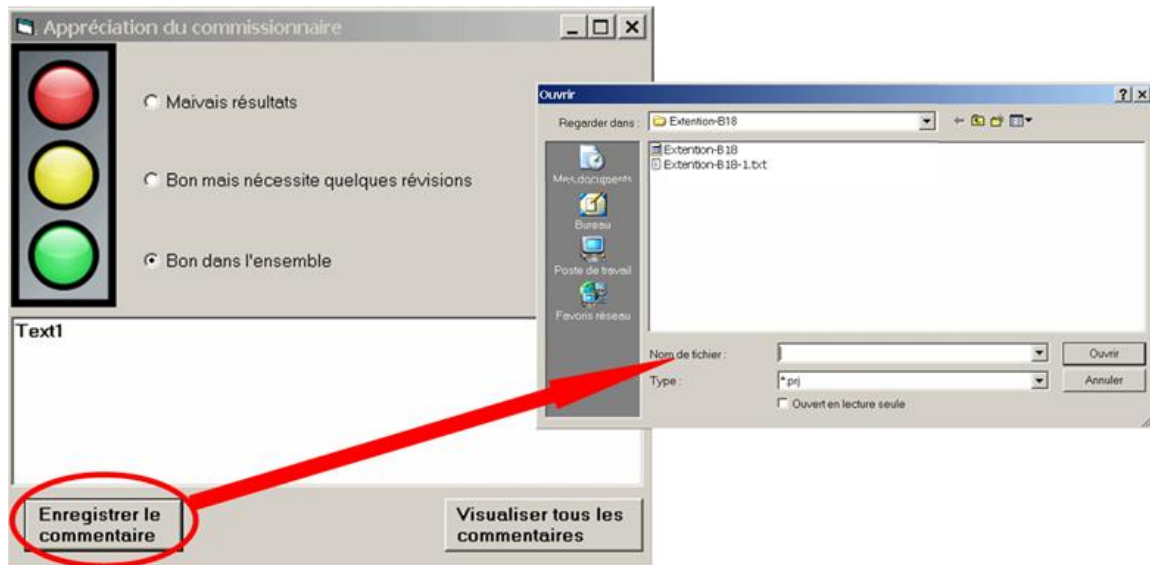 Appréciation du commissionnaire
Maivais résultats
Bon mais nécessite quelques révisions
Bon dans l'ensemble
Text1
Enregistrer le
commentaire
Visualiser tous les
commentaires
Ouvrir
Regarder dans :
Extention-B18
Extention-B18
Extention-B18-1.txt
Mes documents
Bureau
Poste de travail
Favoris réseau
Nom de fichier :
Ouvrir
Type :
*.prj
Annuler
Ouvert en lecture seule